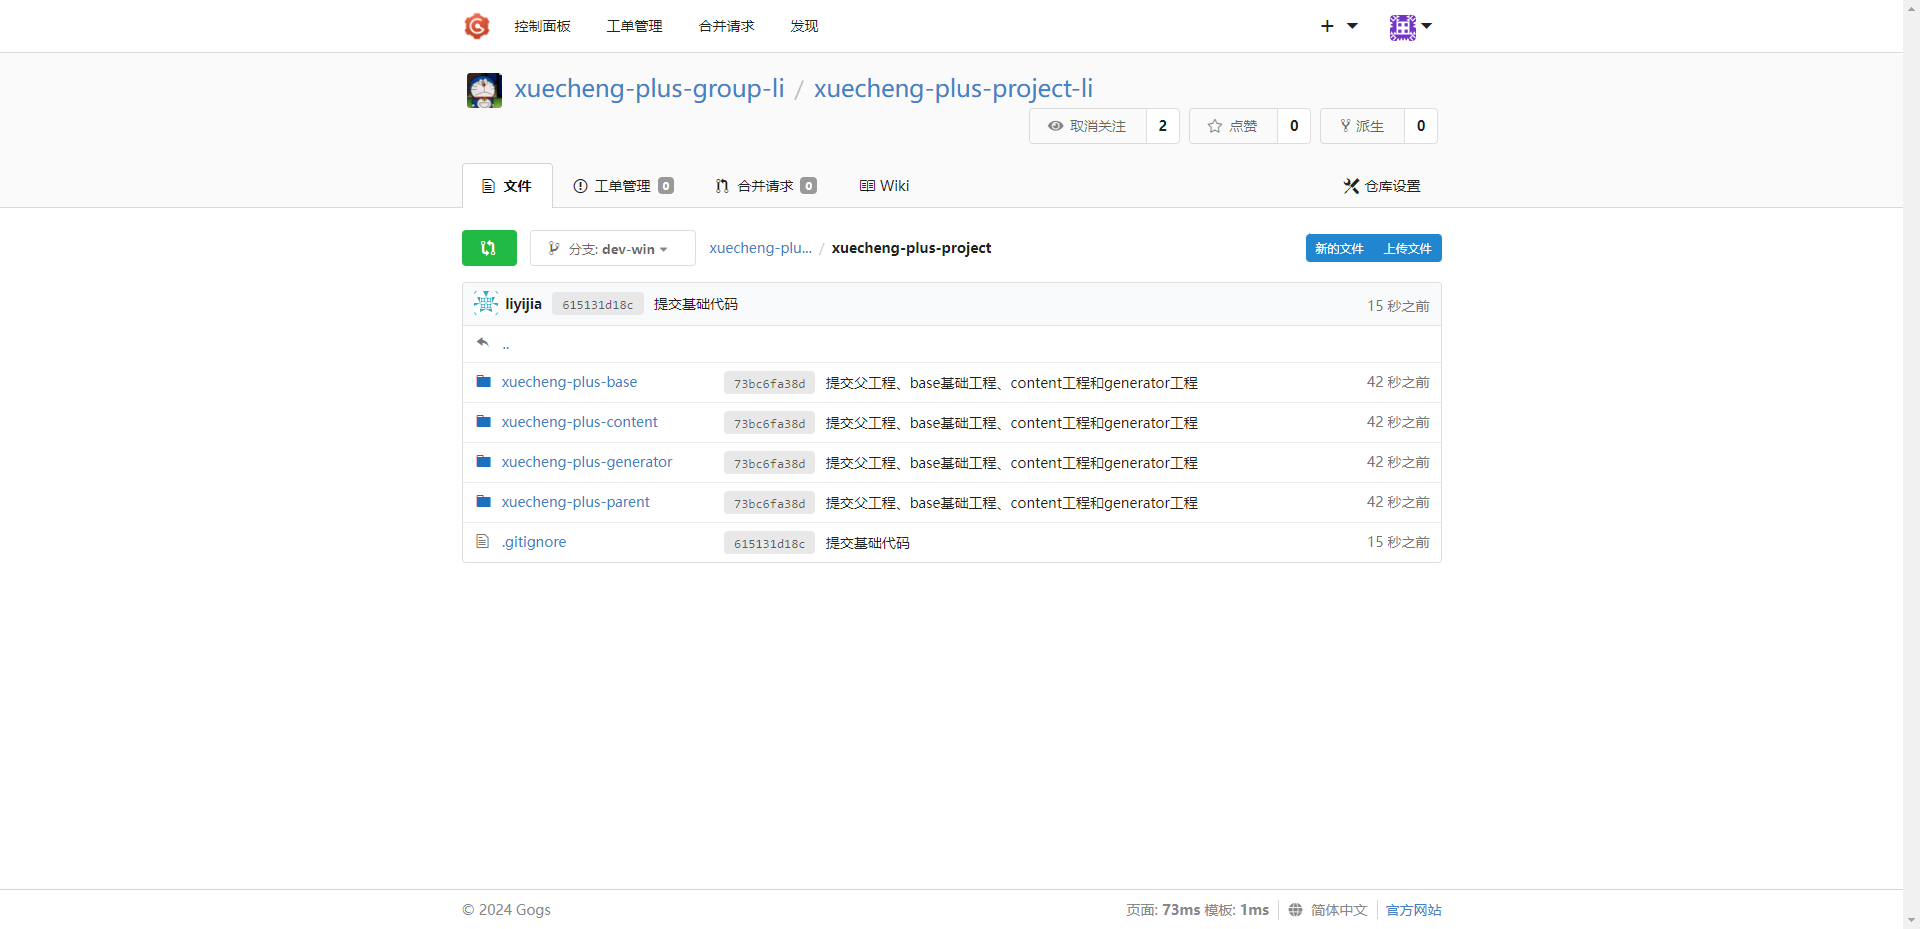 控制面板 工单管理 合并请求 发现
xuecheng-plus-group-li / xuecheng-plus-project-li
取消关注 2 点赞 0 派生 0
文件 工单管理 0 合并请求 0 Wiki 仓库设置
分支: dev-win xuecheng-plu... / xuecheng-plus-project 新的文件 上传文件
liyijia 615131d18c 提交基础代码 15 秒之前
..
xuecheng-plus-base 73bc6fa38d 提交父工程、base基础工程、content工程和generator工程 42 秒之前
xuecheng-plus-content 73bc6fa38d 提交父工程、base基础工程、content工程和generator工程 42 秒之前
xuecheng-plus-generator 73bc6fa38d 提交父工程、base基础工程、content工程和generator工程 42 秒之前
xuecheng-plus-parent 73bc6fa38d 提交父工程、base基础工程、content工程和generator工程 42 秒之前
.gitignore 615131d18c 提交基础代码 15 秒之前
© 2024 Gogs 页面: 73ms 模板: 1ms 简体中文 官方网站